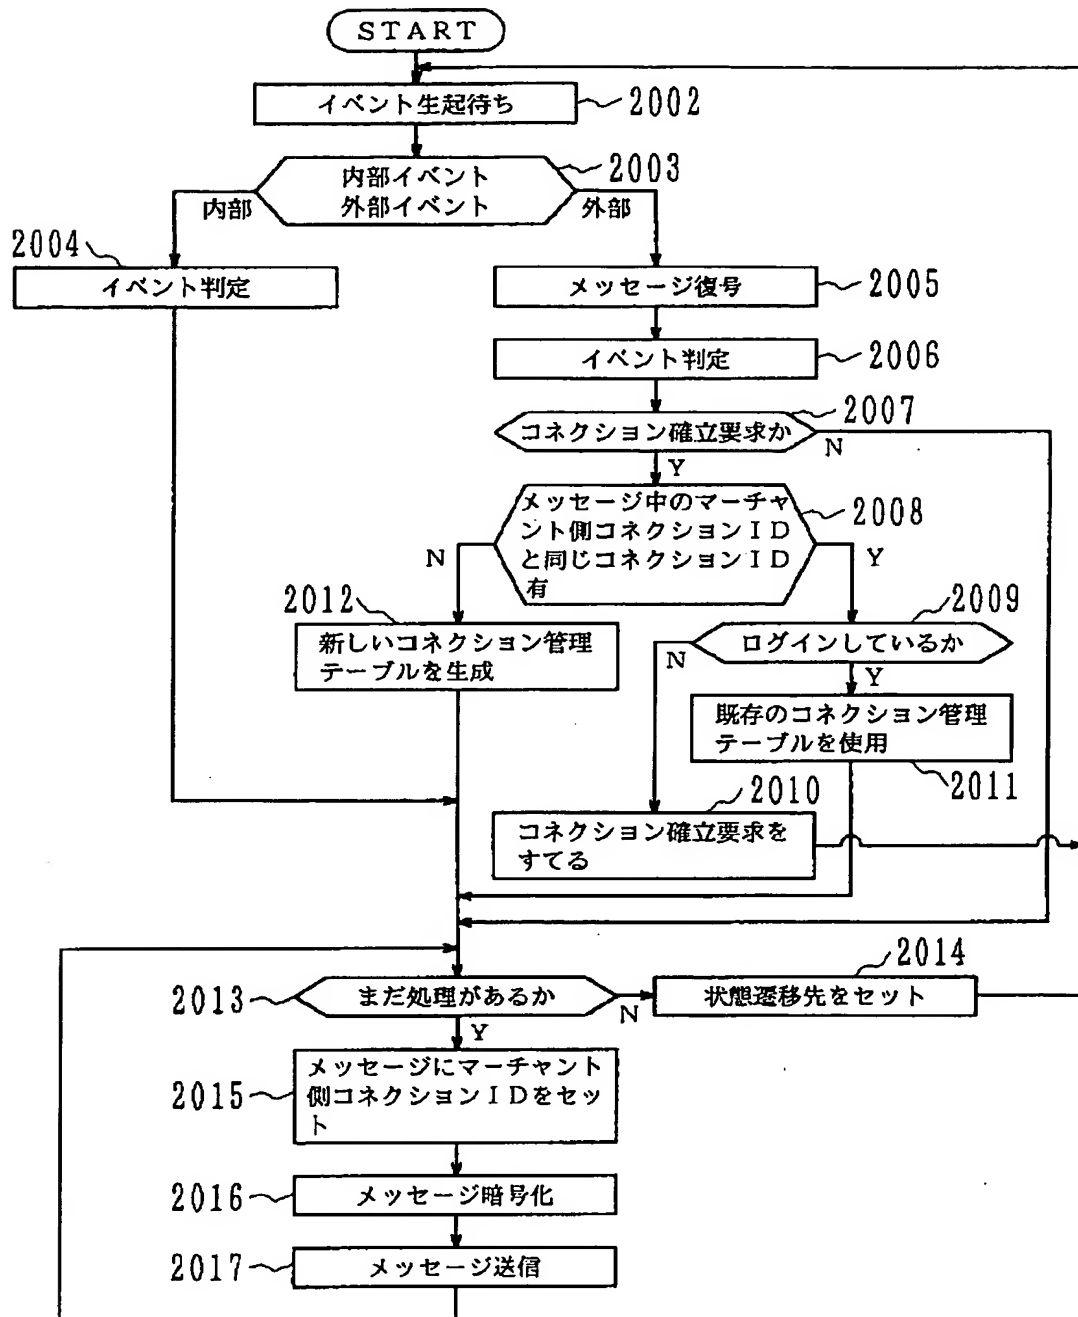 START
イベント生起待ち
2002
内部イベント
外部イベント
2003
内部
外部
2004
イベント判定
メッセージ復号
2005
イベント判定
2006
コネクション確立要求か
2007
N
Y
メッセージ中のマーチャ
ント側コネクションID
と同じコネクションID
有
2008
N
Y
2012
新しいコネクション管理
テーブルを生成
2009
ログインしているか
N
Y
既存のコネクション管理
テーブルを使用
2011
2010
コネクション確立要求を
すてる
2013
まだ処理があるか
N
Y
2014
状態遷移先をセット
2015
メッセージにマーチャント
側コネクションIDをセッ
ト
2016
メッセージ暗号化
2017
メッセージ送信